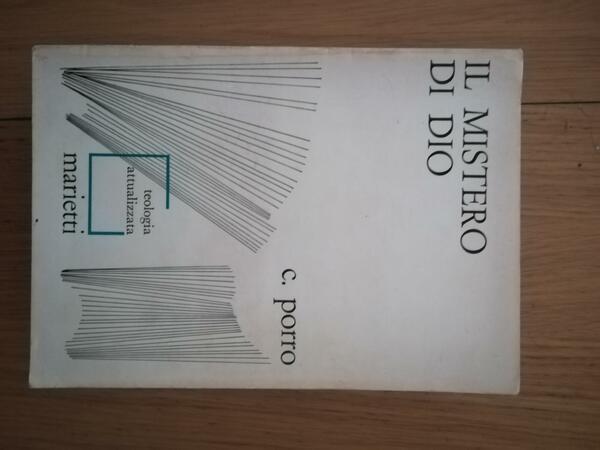 IL MISTERO
DI DIO
c. porro
teologia
attualizzata
marietti